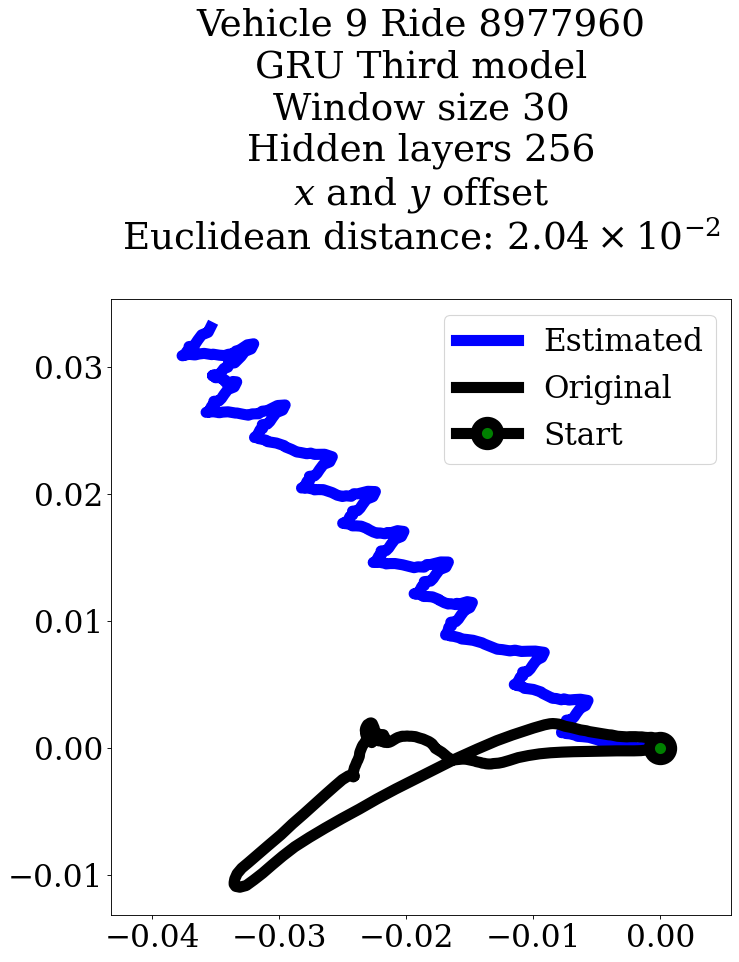 Vehicle 9 Ride 8977960
GRU Third model
Window size 30
Hidden layers 256
x and y offset
Euclidean distance: 2.04 × 10⁻²
Estimated
Original
Start
0.03
0.02
0.01
0.00
−0.01
−0.04
−0.03
−0.02
−0.01
0.00